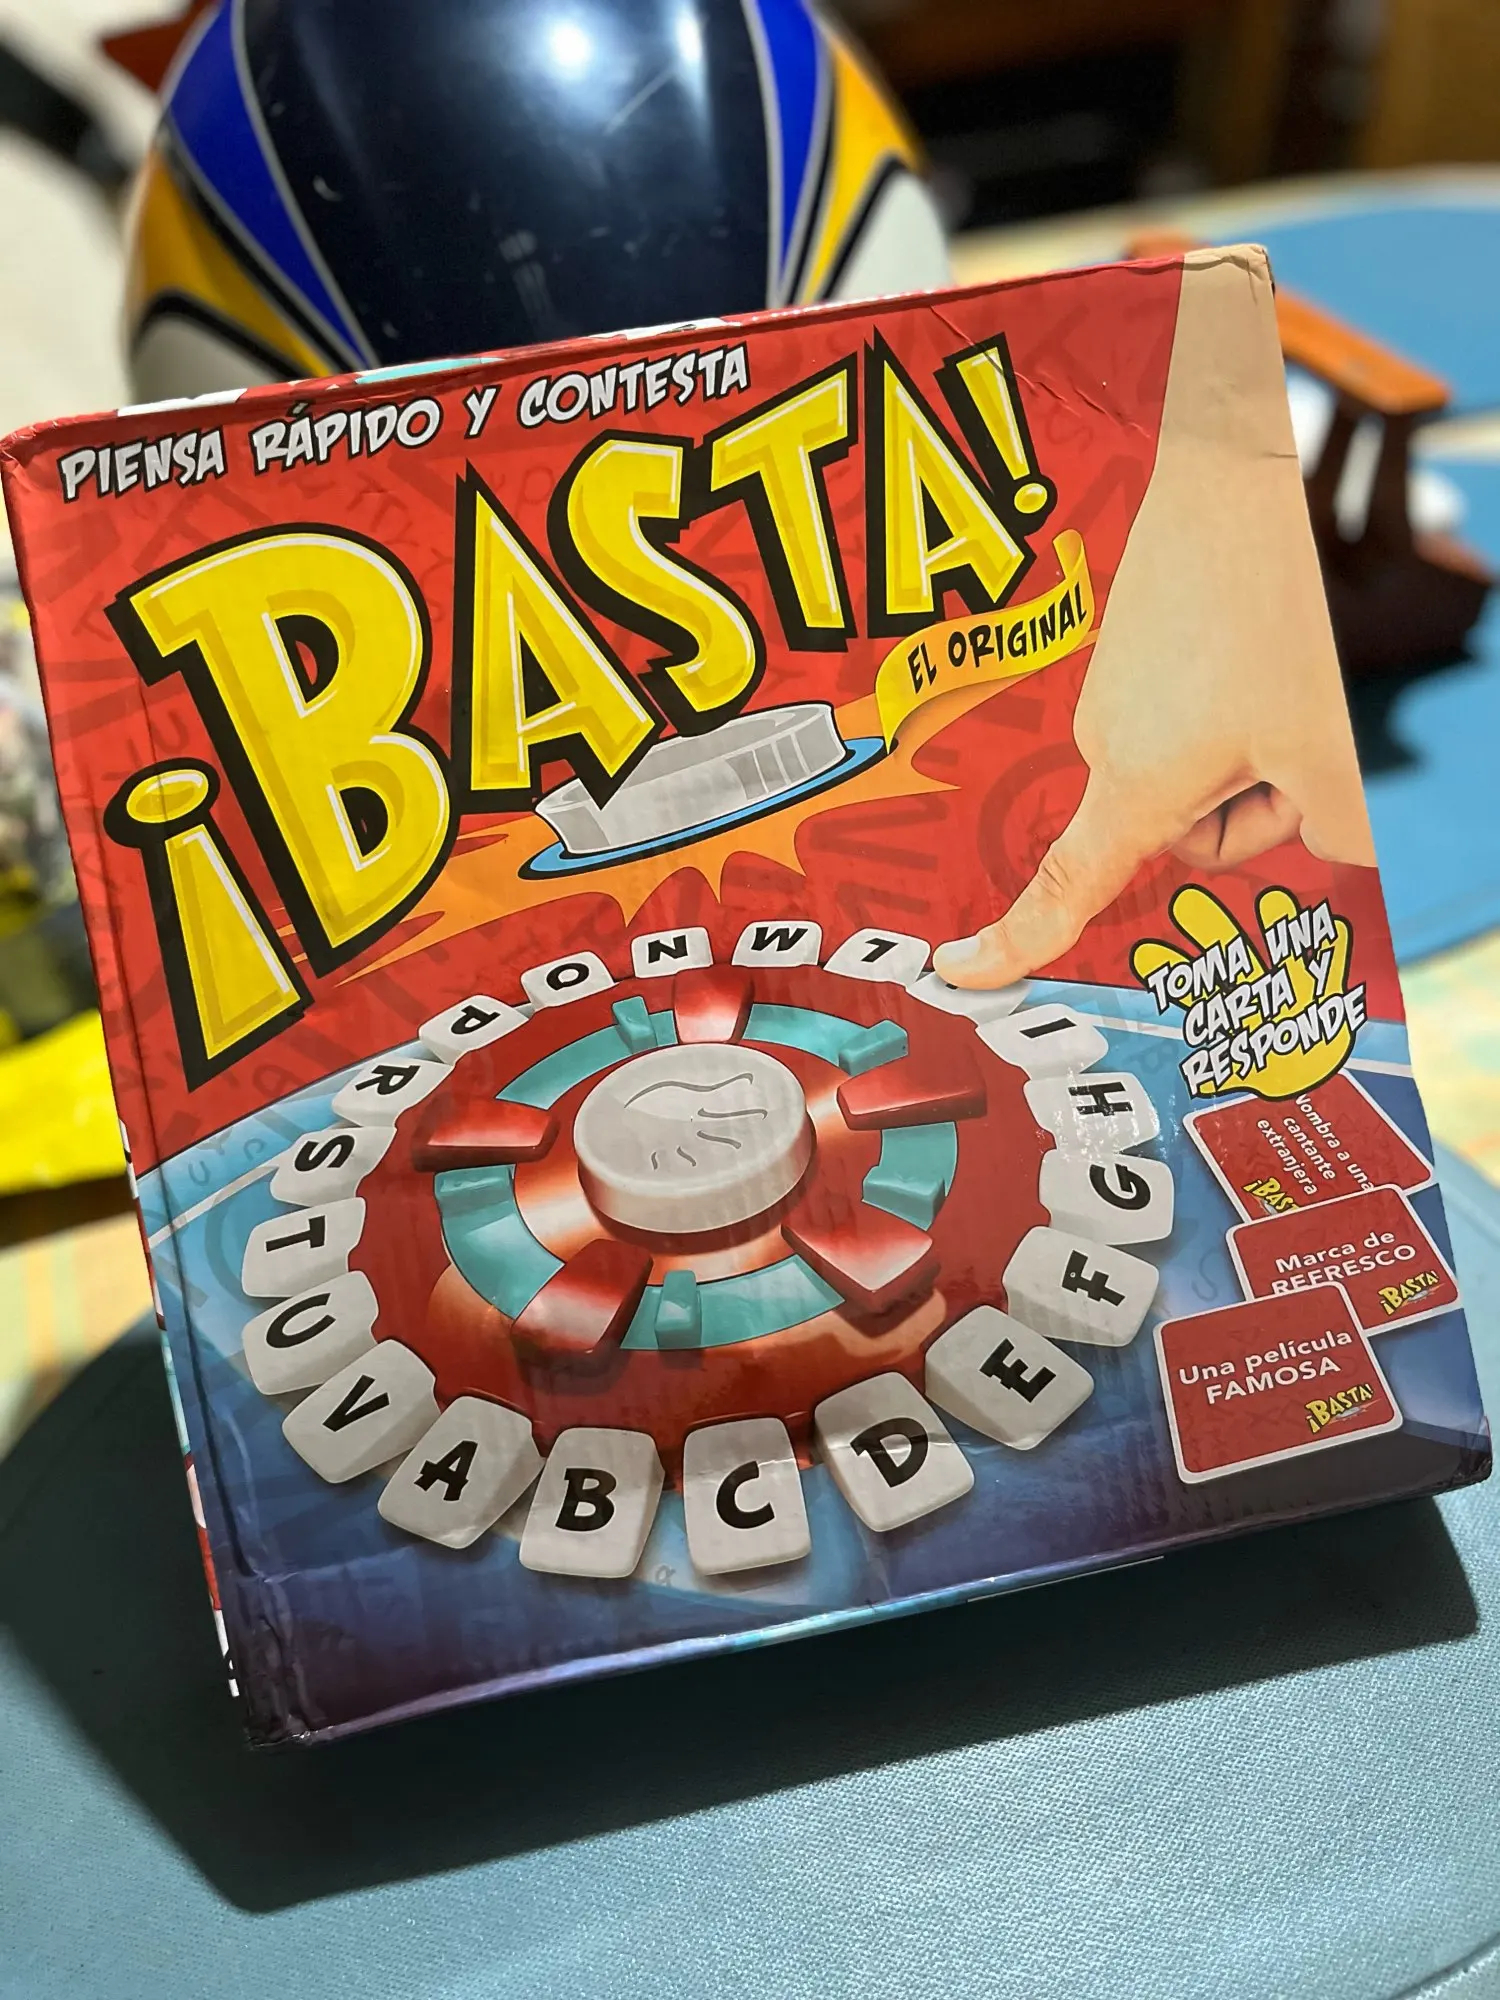 PIENSA RÁPIDO Y CONTESTA
¡BASTA!
EL ORIGINAL
TOMA UNA
CARTA Y
RESPONDE
Nombra a una
cantante
extranjera
Marca de
REFRESCO
¡BASTA!
Una película
FAMOSA
¡BASTA!
A
B
C
D
E
F
G
H
I
L
M
N
O
P
R
S
T
U
V